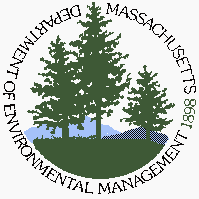 MASSACHUSETTS 1898
DEPARTMENT OF ENVIRONMENTAL MANAGEMENT